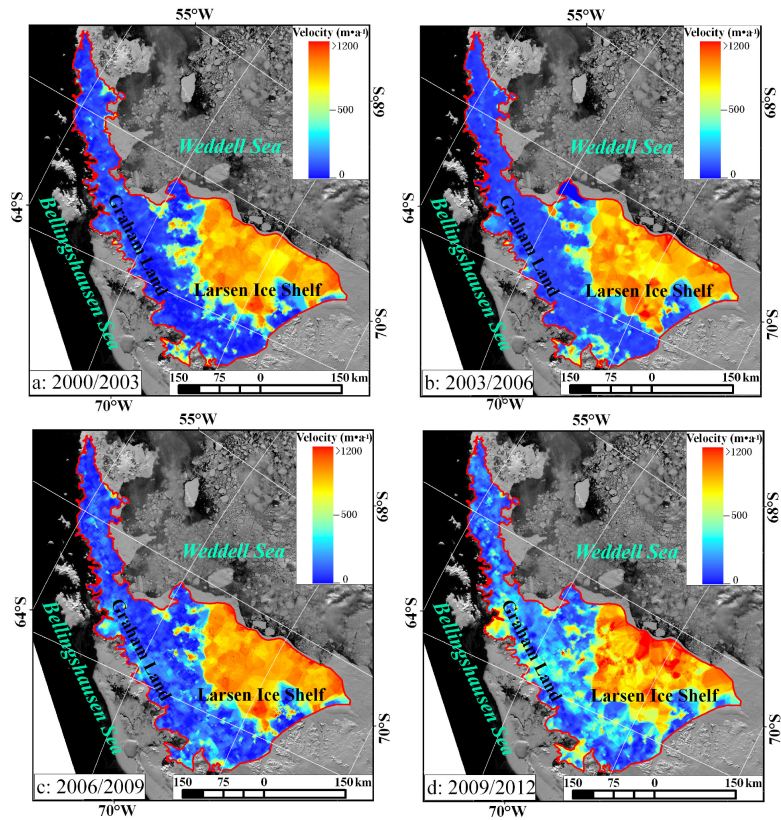 55°W
Velocity (m•a-1)
>1200
500
0
68°S
Weddell Sea
64°S
Bellingshausen Sea
Graham Land
Larsen Ice Shelf
70°S
a: 2000/2003
150 75 0 150 km
70°W
55°W
Velocity (m•a-1)
>1200
500
0
68°S
Weddell Sea
64°S
Bellingshausen Sea
Graham Land
Larsen Ice Shelf
70°S
b: 2003/2006
150 75 0 150 km
70°W
55°W
Velocity (m•a-1)
>1200
500
0
68°S
Weddell Sea
64°S
Bellingshausen Sea
Graham Land
Larsen Ice Shelf
70°S
c: 2006/2009
150 75 0 150 km
70°W
55°W
Velocity (m•a-1)
>1200
500
0
68°S
Weddell Sea
64°S
Bellingshausen Sea
Graham Land
Larsen Ice Shelf
70°S
d: 2009/2012
150 75 0 150 km
70°W